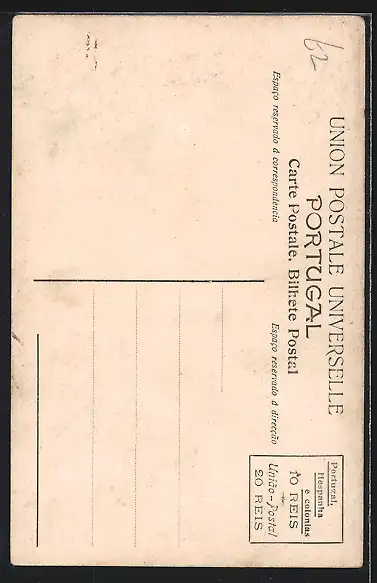 62
UNION POSTALE UNIVERSELLE
PORTUGAL
Carte Postale. Bilhete Postal
Espaço reservado á correspondencia
Espaço reservado á direcção
Portugal,
Hespanha
e colonias
10 REIS
União-Postal
20 REIS